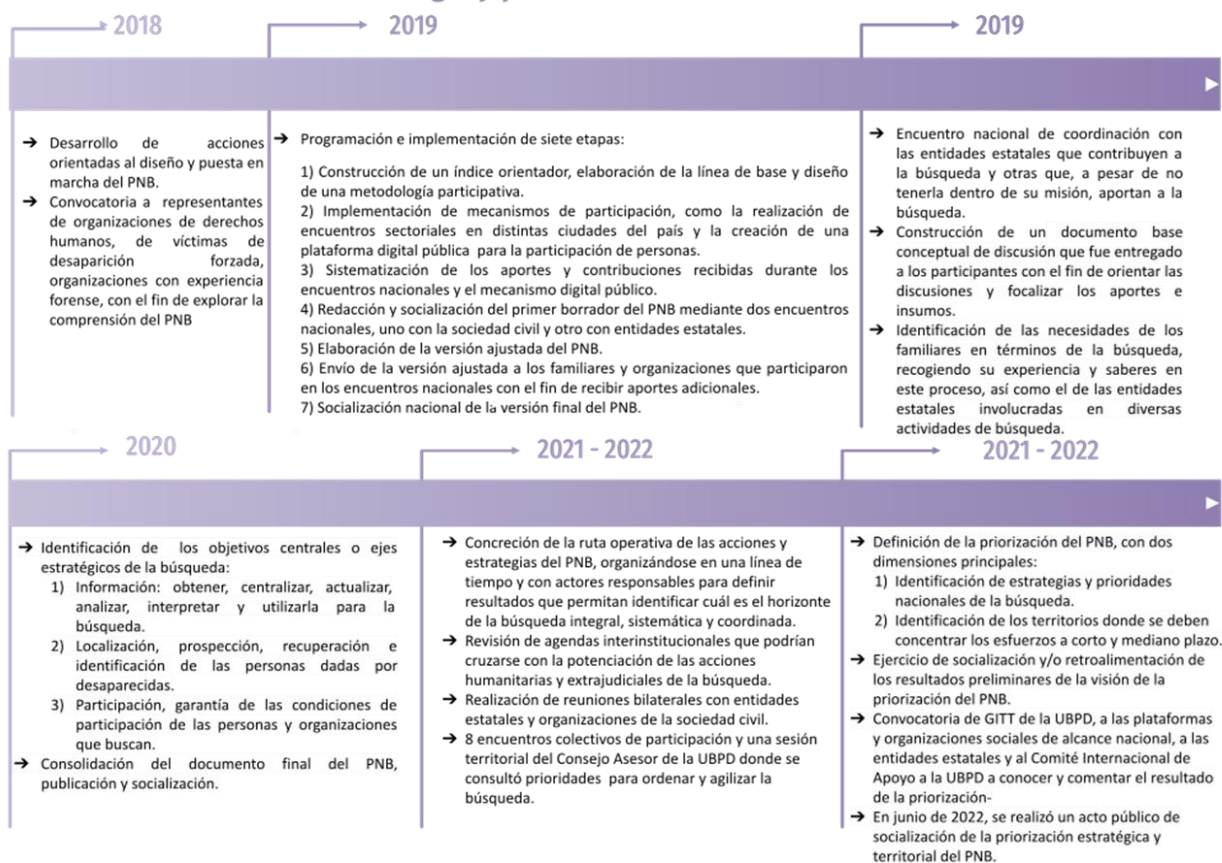 2018
→ Desarrollo de acciones
orientadas al diseño y puesta en
marcha del PNB.
→ Convocatoria a representantes
de organizaciones de derechos
humanos, de víctimas de
desaparición forzada,
organizaciones con experiencia
forense, con el fin de explorar la
comprensión del PNB
2019
→ Programación e implementación de siete etapas:
1) Construcción de un índice orientador, elaboración de la línea de base y diseño
de una metodología participativa.
2) Implementación de mecanismos de participación, como la realización de
encuentros sectoriales en distintas ciudades del país y la creación de una
plataforma digital pública para la participación de personas.
3) Sistematización de los aportes y contribuciones recibidas durante los
encuentros nacionales y el mecanismo digital público.
4) Redacción y socialización del primer borrador del PNB mediante dos encuentros
nacionales, uno con la sociedad civil y otro con entidades estatales.
5) Elaboración de la versión ajustada del PNB.
6) Envío de la versión ajustada a los familiares y organizaciones que participaron
en los encuentros nacionales con el fin de recibir aportes adicionales.
7) Socialización nacional de la versión final del PNB.
2019
→ Encuentro nacional de coordinación con
las entidades estatales que contribuyen a
la búsqueda y otras que, a pesar de no
tenerla dentro de su misión, aportan a la
búsqueda.
→ Construcción de un documento base
conceptual de discusión que fue entregado
a los participantes con el fin de orientar las
discusiones y focalizar los aportes e
insumos.
→ Identificación de las necesidades de los
familiares en términos de la búsqueda,
recogiendo su experiencia y saberes en
este proceso, así como el de las entidades
estatales involucradas en diversas
actividades de búsqueda.
2020
→ Identificación de los objetivos centrales o ejes
estratégicos de la búsqueda:
1) Información: obtener, centralizar, actualizar,
analizar, interpretar y utilizarla para la
búsqueda.
2) Localización, prospección, recuperación e
identificación de las personas dadas por
desaparecidas.
3) Participación, garantía de las condiciones de
participación de las personas y organizaciones
que buscan.
→ Consolidación del documento final del PNB,
publicación y socialización.
2021 - 2022
→ Concreción de la ruta operativa de las acciones y
estrategias del PNB, organizándose en una línea de
tiempo y con actores responsables para definir
resultados que permitan identificar cuál es el horizonte
de la búsqueda integral, sistemática y coordinada.
→ Revisión de agendas interinstitucionales que podrían
cruzarse con la potenciación de las acciones
humanitarias y extrajudiciales de la búsqueda.
→ Realización de reuniones bilaterales con entidades
estatales y organizaciones de la sociedad civil.
→ 8 encuentros colectivos de participación y una sesión
territorial del Consejo Asesor de la UBPD donde se
consultó prioridades para ordenar y agilizar la
búsqueda.
2021 - 2022
→ Definición de la priorización del PNB, con dos
dimensiones principales:
1) Identificación de estrategias y prioridades
nacionales de la búsqueda.
2) Identificación de los territorios donde se deben
concentrar los esfuerzos a corto y mediano plazo.
→ Ejercicio de socialización y/o retroalimentación de
los resultados preliminares de la visión de la
priorización del PNB.
→ Convocatoria de GITT de la UBPD, a las plataformas
y organizaciones sociales de alcance nacional, a las
entidades estatales y al Comité Internacional de
Apoyo a la UBPD a conocer y comentar el resultado
de la priorización-
→ En junio de 2022, se realizó un acto público de
socialización de la priorización estratégica y
territorial del PNB.